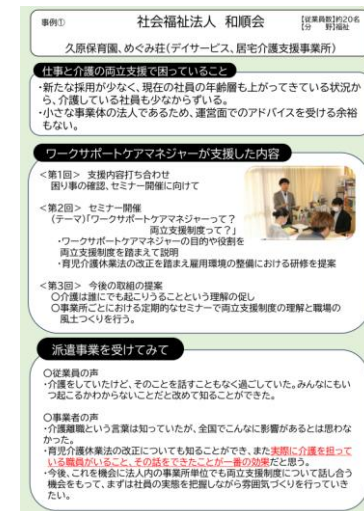 事例① 社会福祉法人 和順会 【従業員数】約20名
【分 野】福祉
久原保育園、めぐみ荘(デイサービス、居宅介護支援事業所)
仕事と介護の両立支援で困っていること
・新たな採用が少なく、現在の社員の年齢層も上がってきている状況か
ら、介護している社員も少なからずいる。
・小さな事業体の法人であるため、運営面でのアドバイスを受ける余裕
もない。
ワークサポートケアマネジャーが支援した内容
<第1回> 支援内容打ち合わせ
困り事の確認、セミナー開催に向けて
<第2回> セミナー開催
(テーマ)「ワークサポートケアマネジャーって?
両立支援制度って?」
・ワークサポートケアマネジャーの目的や役割を
両立支援制度を踏まえて説明
・育児介護休業法の改正を踏まえ雇用環境の整備における研修を提案
<第3回> 今後の取組の提案
〇介護は誰にでも起こりうることという理解の促し
〇事業所ごとにおける定期的なセミナーで両立支援制度の理解と職場の
風土つくりを行う。
派遣事業を受けてみて
〇従業員の声
・介護をしていたけど、そのことを話すこともなく過ごしていた。みんなにもい
つ起こるかわからないことだと改めて知ることができた。
〇事業者の声
・介護離職という言葉は知っていたが、全国でこんなに影響があるとは思わな
かった。
・育児介護休業法の改正についても知ることができ、また実際に介護を担って
いる職員がいること、その話をできたことが一番の効果だと思う。
・今後、これを機会に法人内の事業所単位でも両立支援制度について話し合う
機会をもって、まずは社員の実態を把握しながら雰囲気づくりを行っていき
たい。